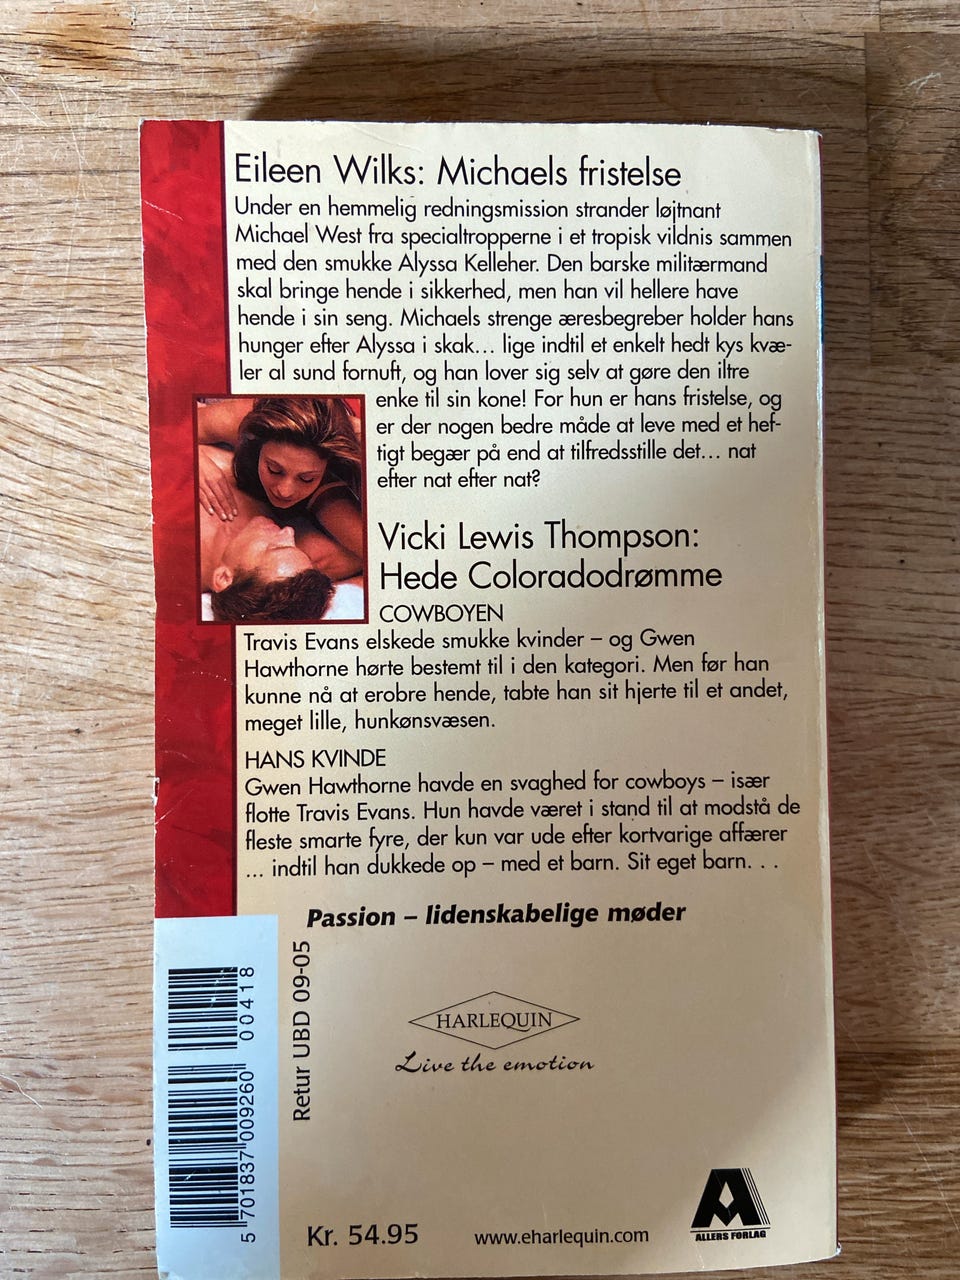 Eileen Wilks: Michaels fristelse
Under en hemmelig redningsmission strander løjtnant
Michael West fra specialtropperne i et tropisk vildnis sammen
med den smukke Alyssa Kelleher. Den barske militærmand
skal bringe hende i sikkerhed, men han vil hellere have
hende i sin seng. Michaels strenge æresbegreber holder hans
hunger efter Alyssa i skak... lige indtil et enkelt hedt kys kvæ-
ler al sund fornuft, og han lover sig selv at gøre den iltre
enke til sin kone! For hun er hans fristelse, og
er der nogen bedre måde at leve med et hef-
tigt begær på end at tilfredsstille det... nat
efter nat efter nat?
Vicki Lewis Thompson:
Hede Coloradodrømme
COWBOYEN
Travis Evans elskede smukke kvinder – og Gwen
Hawthorne hørte bestemt til i den kategori. Men før han
kunne nå at erobre hende, tabte han sit hjerte til et andet,
meget lille, hunkønsvæsen.
HANS KVINDE
Gwen Hawthorne havde en svaghed for cowboys – især
flotte Travis Evans. Hun havde været i stand til at modstå de
fleste smarte fyre, der kun var ude efter kortvarige affærer
... indtil han dukkede op – med et barn. Sit eget barn. . .
Passion – lidenskabelige møder
HARLEQUIN
Live the emotion
Retur UBD 09-05
00418
5 701837 009260
Kr. 54.95
www.eharlequin.com
ALLERS FORLAG